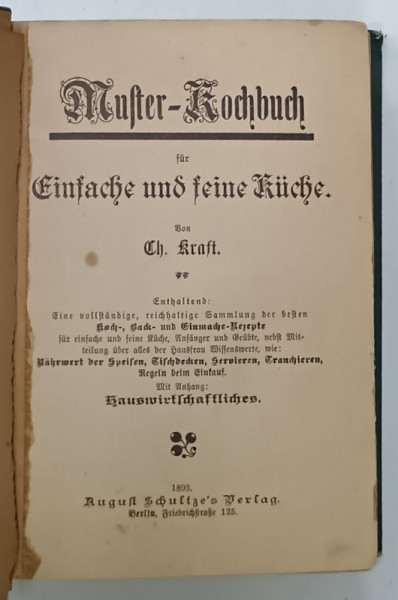 Muster-Kochbuch
für
Einfache und feine Küche.
Von
Ch. Kraft.
Enthaltend:
Eine vollständige, reichhaltige Sammlung der besten
Koch-, Back- und Einmache-Rezepte
für einfache und feine Küche, Anfänger und Geübte, nebst Mit-
teilung über alles der Hausfrau Wissenswerte, wie:
Nährwert der Speisen, Tischdecken, Servieren, Tranchieren,
Regeln beim Einkauf.
Mit Anhang:
Hauswirtschaftliches.
1893.
August Schultze's Verlag.
Berlin, Friedrichstraße 125.